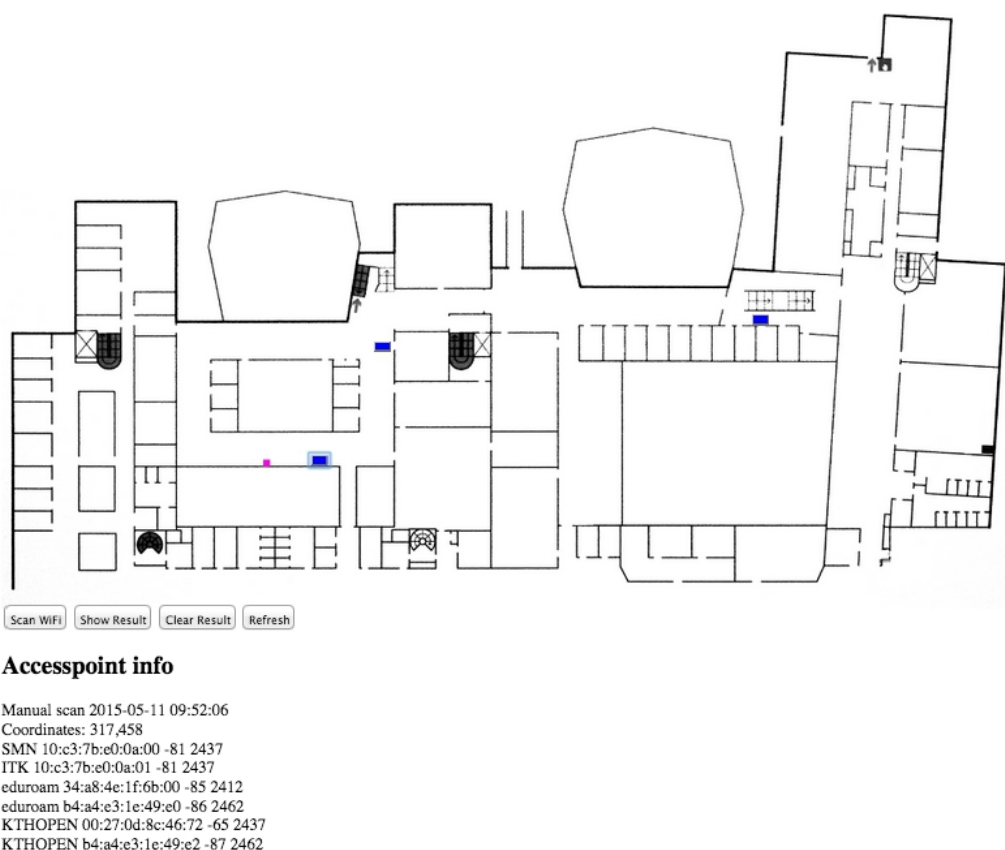 Scan WiFi Show Result Clear Result Refresh
Accesspoint info
Manual scan 2015-05-11 09:52:06
Coordinates: 317,458
SMN 10:c3:7b:e0:0a:00 -81 2437
ITK 10:c3:7b:e0:0a:01 -81 2437
eduroam 34:a8:4e:1f:6b:00 -85 2412
eduroam b4:a4:e3:1e:49:e0 -86 2462
KTHOPEN 00:27:0d:8c:46:72 -65 2437
KTHOPEN b4:a4:e3:1e:49:e2 -87 2462